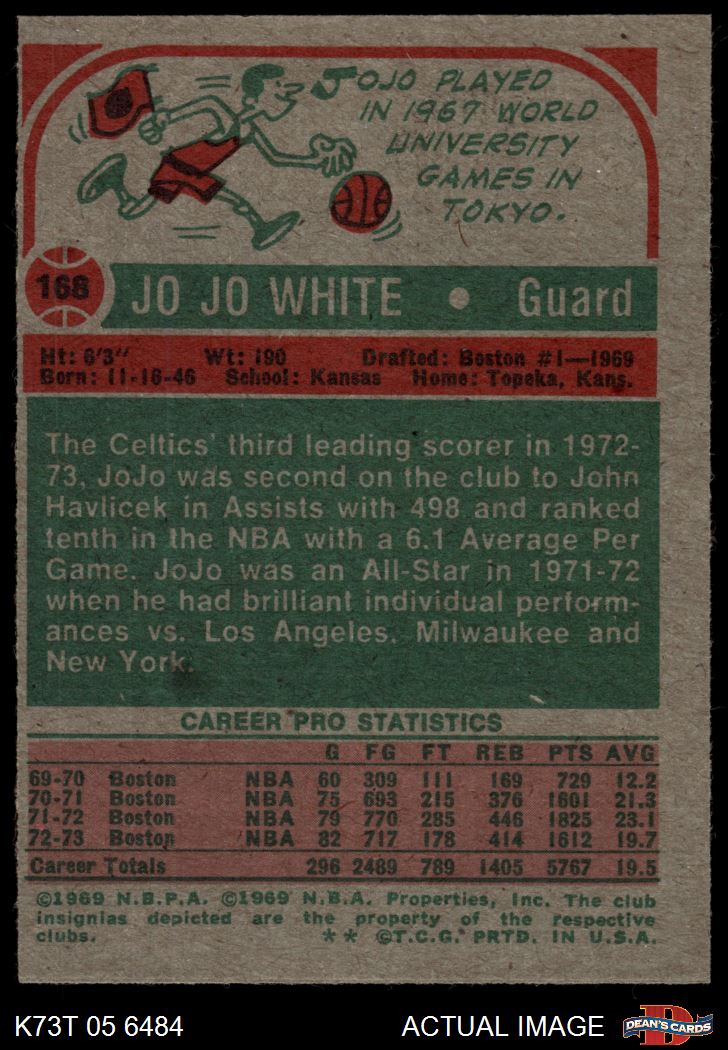 JOJO PLAYED
IN 1967 WORLD
UNIVERSITY
GAMES IN
TOKYO.
168 JO JO WHITE • Guard
Ht: 6'3" Wt: 190 Drafted: Boston #1—1969
Born: 11-16-46 School: Kansas Home: Topeka, Kans.
The Celtics' third leading scorer in 1972-
73, JoJo was second on the club to John
Havlicek in Assists with 498 and ranked
tenth in the NBA with a 6.1 Average Per
Game. JoJo was an All-Star in 1971-72
when he had brilliant individual perform-
ances vs. Los Angeles, Milwaukee and
New York.
CAREER PRO STATISTICS
G FG FT REB PTS AVG
69-70 Boston NBA 60 309 111 169 729 12.2
70-71 Boston NBA 75 693 215 376 1601 21.3
71-72 Boston NBA 79 770 285 446 1825 23.1
72-73 Boston NBA 82 717 178 414 1612 19.7
Career Totals 296 2489 789 1405 5767 19.5
©1969 N.B.P.A. ©1969 N.B.A. Properties, Inc. The club
insignias depicted are the property of the respective
clubs. * * ©T.C.G. PRTD. IN U.S.A.
K73T 05 6484 ACTUAL IMAGE D DEAN'S CARDS